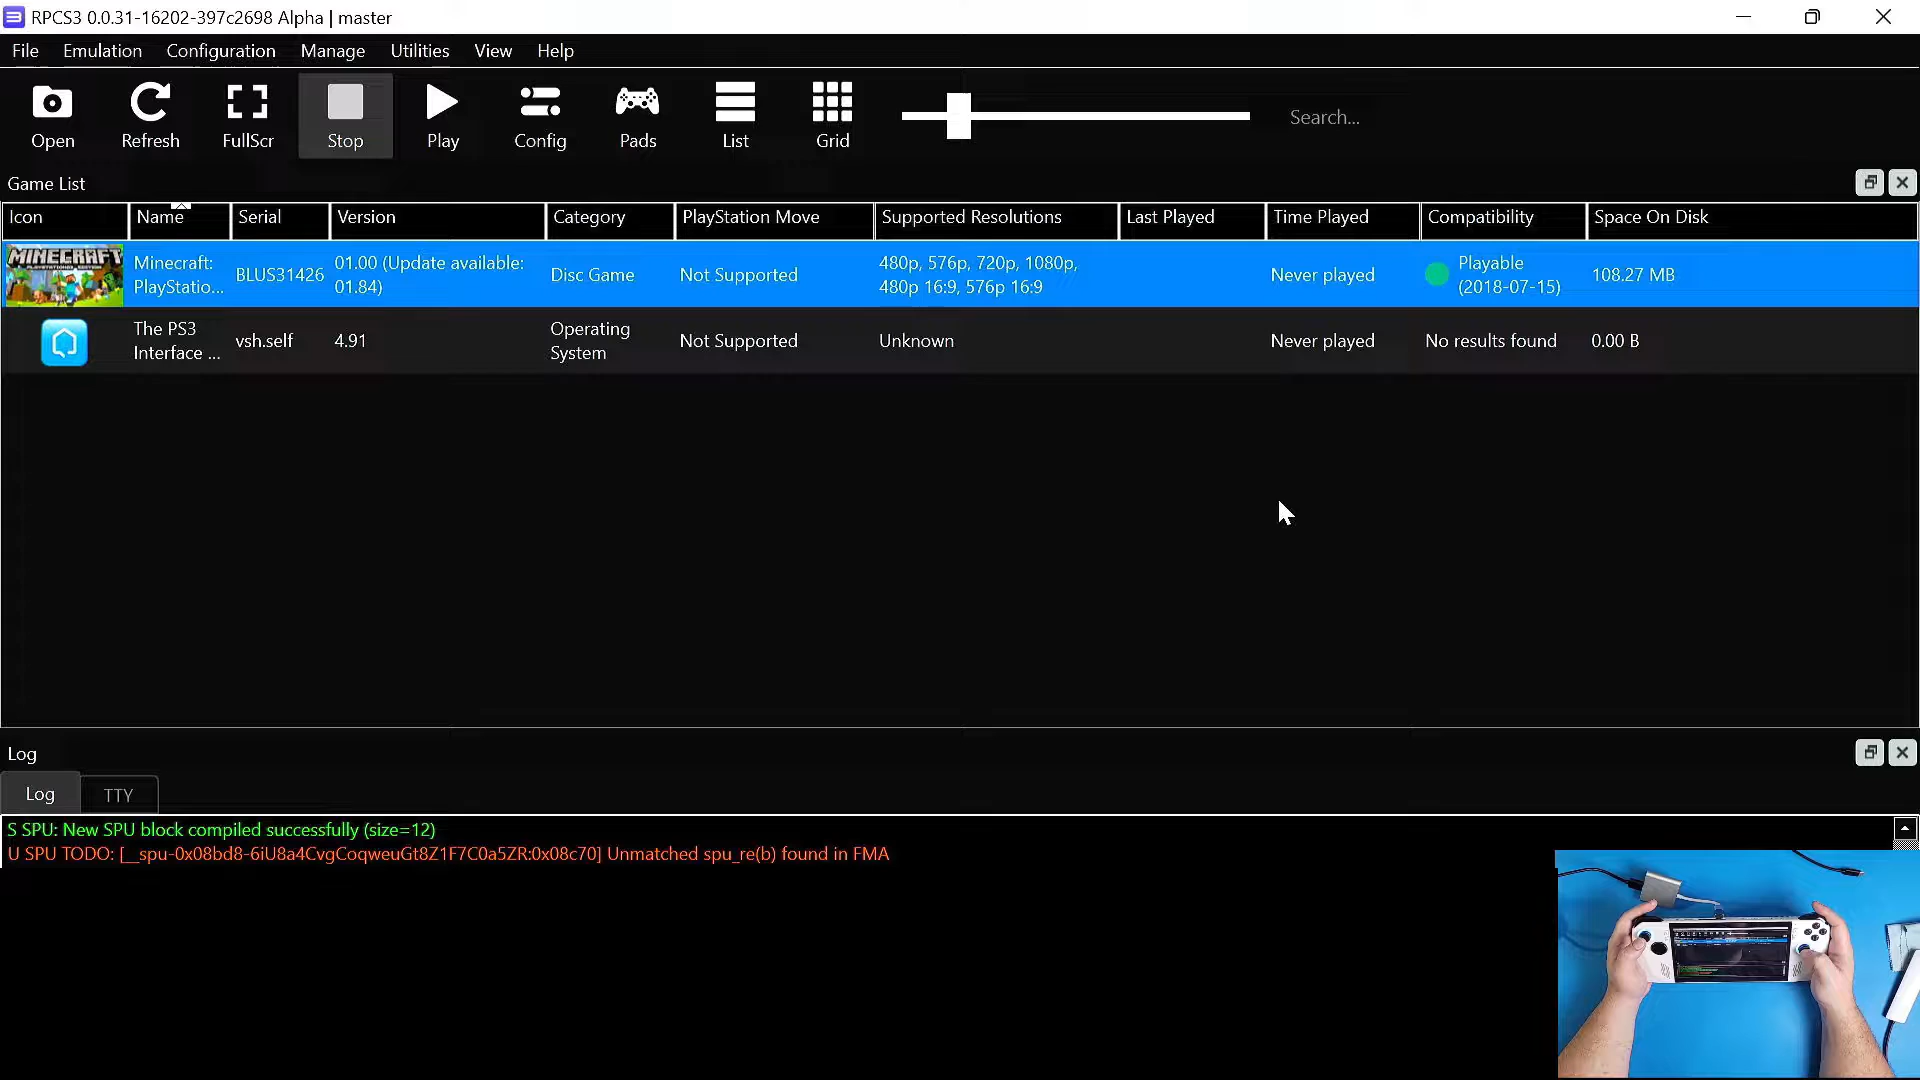 RPCS3 0.0.31-16202-397c2698 Alpha | master
File Emulation Configuration Manage Utilities View Help
Open Refresh FullScr Stop Play Config Pads List Grid Search...
Game List
Icon Name Serial Version Category PlayStation Move Supported Resolutions Last Played Time Played Compatibility Space On Disk
MINECRAFT
Minecraft:
PlayStatio...
BLUS31426
01.00 (Update available:
01.84)
Disc Game
Not Supported
480p, 576p, 720p, 1080p,
480p 16:9, 576p 16:9
Never played
Playable
(2018-07-15)
108.27 MB
The PS3
Interface ...
vsh.self
4.91
Operating
System
Not Supported
Unknown
Never played
No results found
0.00 B
Log
Log TTY
S SPU: New SPU block compiled successfully (size=12)
U SPU TODO: [__spu-0x08bd8-6iU8a4CvgCoqweuGt8Z1F7C0a5ZR:0x08c70] Unmatched spu_re(b) found in FMA